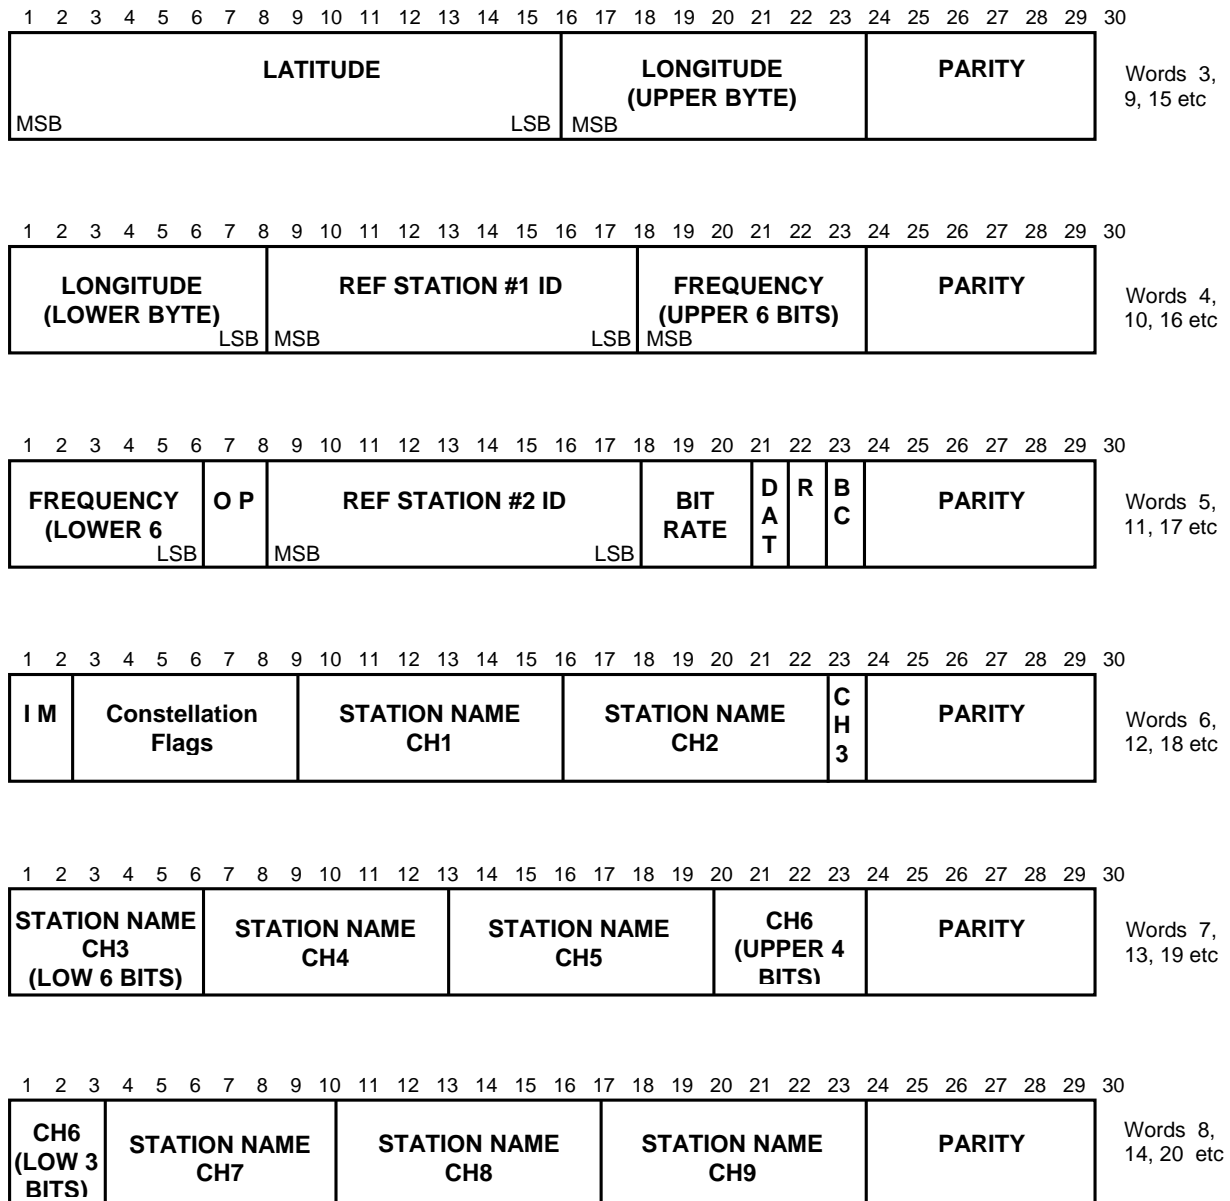 1 2 3 4 5 6 7 8 9 10 11 12 13 14 15 16 17 18 19 20 21 22 23 24 25 26 27 28 29 30
LATITUDE
MSB LSB
LONGITUDE
(UPPER BYTE)
MSB
PARITY
Words 3,
9, 15 etc
1 2 3 4 5 6 7 8 9 10 11 12 13 14 15 16 17 18 19 20 21 22 23 24 25 26 27 28 29 30
LONGITUDE
(LOWER BYTE)
LSB
REF STATION #1 ID
MSB LSB
FREQUENCY
(UPPER 6 BITS)
MSB
PARITY
Words 4,
10, 16 etc
1 2 3 4 5 6 7 8 9 10 11 12 13 14 15 16 17 18 19 20 21 22 23 24 25 26 27 28 29 30
FREQUENCY
(LOWER 6
LSB
O P
REF STATION #2 ID
MSB LSB
BIT
RATE
D
A
T
R
B
C
PARITY
Words 5,
11, 17 etc
1 2 3 4 5 6 7 8 9 10 11 12 13 14 15 16 17 18 19 20 21 22 23 24 25 26 27 28 29 30
I M
Constellation
Flags
STATION NAME
CH1
STATION NAME
CH2
C
H
3
PARITY
Words 6,
12, 18 etc
1 2 3 4 5 6 7 8 9 10 11 12 13 14 15 16 17 18 19 20 21 22 23 24 25 26 27 28 29 30
STATION NAME
CH3
(LOW 6 BITS)
STATION NAME
CH4
STATION NAME
CH5
CH6
(UPPER 4
BITS)
PARITY
Words 7,
13, 19 etc
1 2 3 4 5 6 7 8 9 10 11 12 13 14 15 16 17 18 19 20 21 22 23 24 25 26 27 28 29 30
CH6
(LOW 3
BITS)
STATION NAME
CH7
STATION NAME
CH8
STATION NAME
CH9
PARITY
Words 8,
14, 20 etc